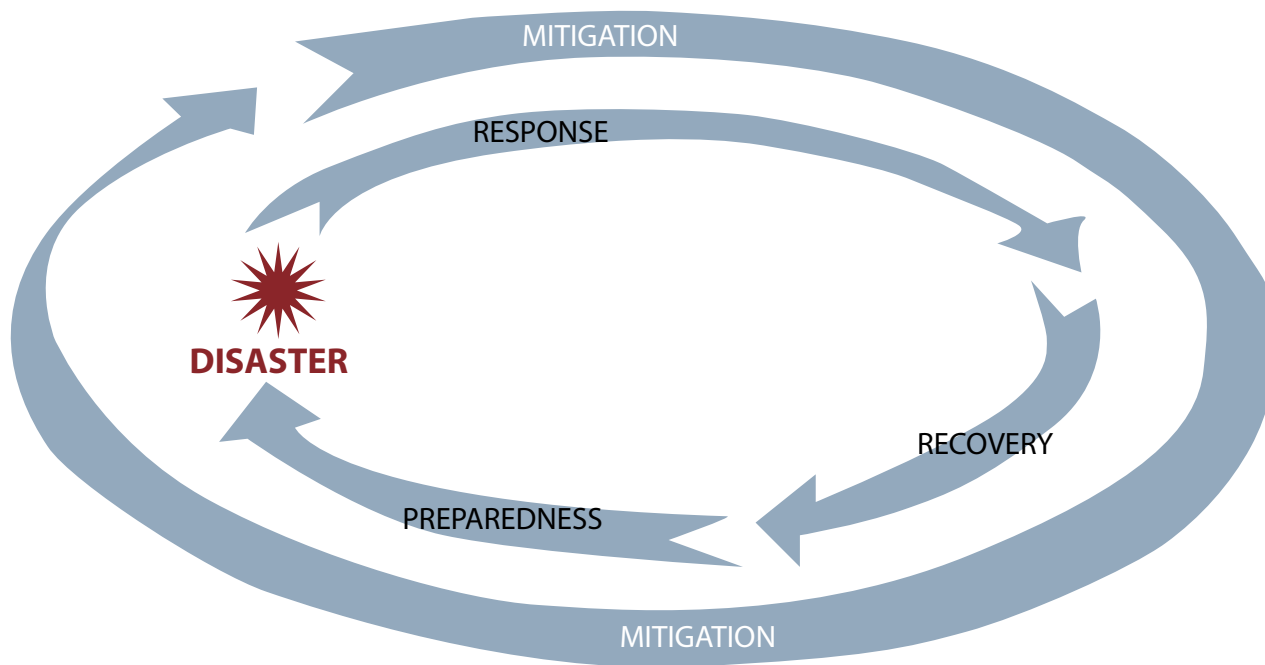 MITIGATION
RESPONSE
DISASTER
RECOVERY
PREPAREDNESS
MITIGATION